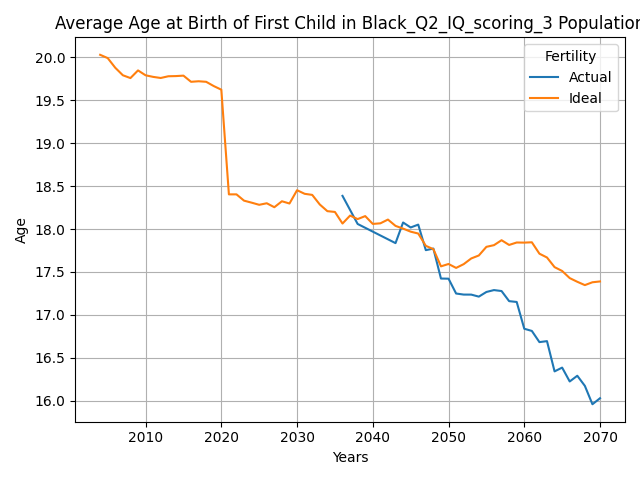 Average Age at Birth of First Child in Black_Q2_IQ_scoring_3 Population
Fertility
Actual
Ideal
20.0
19.5
19.0
18.5
18.0
17.5
17.0
16.5
16.0
Age
2010 2020 2030 2040 2050 2060 2070
Years